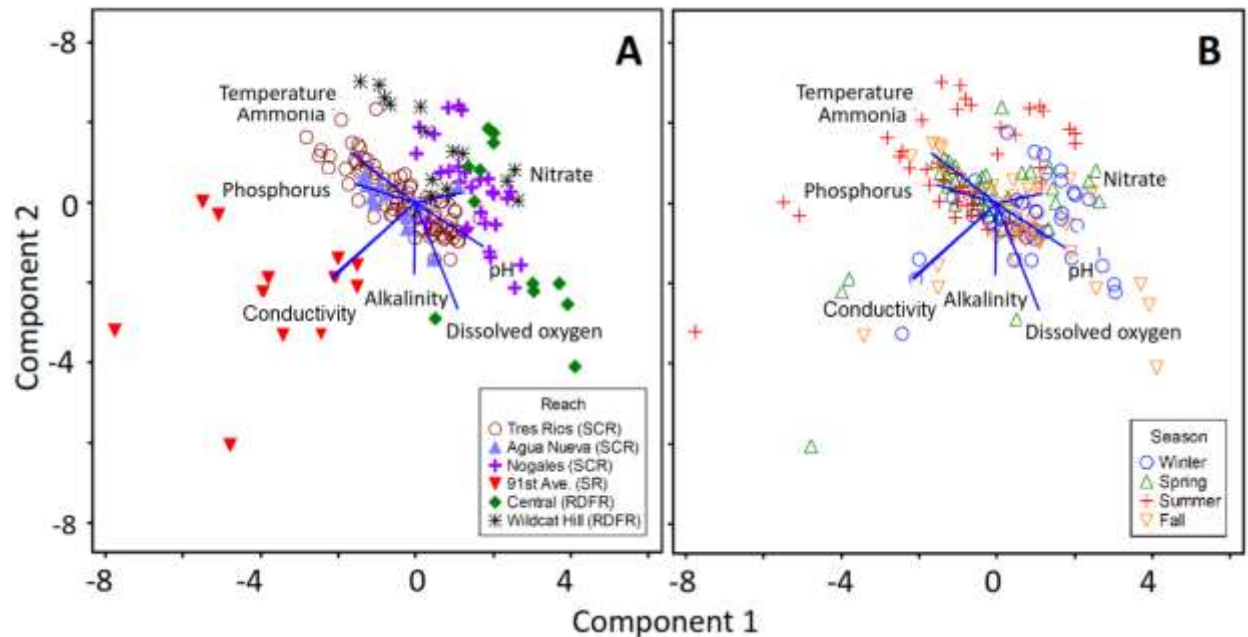 A
B
Component 2
-8
0
-4
-8
Temperature
Ammonia
Phosphorus
Nitrate
pH
Alkalinity
Conductivity
Dissolved oxygen
Reach
Tres Rios (SCR)
Agua Nueva (SCR)
Nogales (SCR)
91st Ave. (SR)
Central (RDFR)
Wildcat Hill (RDFR)
-8
-4
0
4
Temperature
Ammonia
Phosphorus
Nitrate
pH
Alkalinity
Conductivity
Dissolved oxygen
Season
Winter
Spring
Summer
Fall
-8
-4
0
4
Component 1